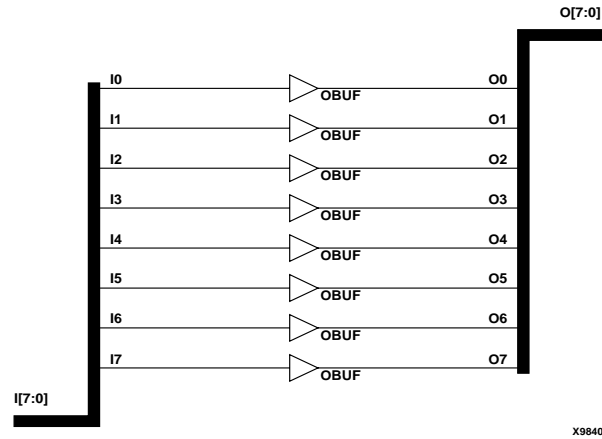 O[7:0]
I0 OBUF O0
I1 OBUF O1
I2 OBUF O2
I3 OBUF O3
I4 OBUF O4
I5 OBUF O5
I6 OBUF O6
I7 OBUF O7
I[7:0]
X9840